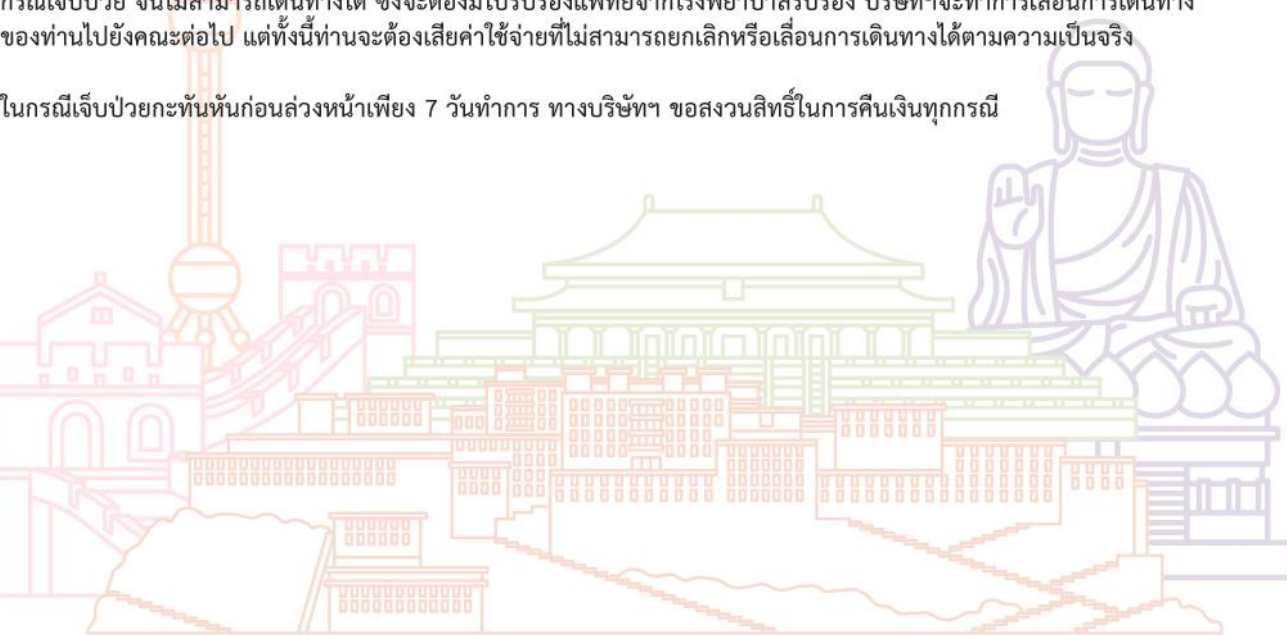 กรณีเจ็บป่วย จนไม่สามารถเดินทางได้ ซึ่งจะต้องมีใบรับรองแพทย์จากโรงพยาบาลรับรอง บริษัทฯจะทำการเลื่อนการเดินทาง
ของท่านไปยังคณะต่อไป แต่ทั้งนี้ท่านจะต้องเสียค่าใช้จ่ายที่ไม่สามารถยกเลิกหรือเลื่อนการเดินทางได้ตามความเป็นจริง
ในกรณีเจ็บป่วยกะทันหันก่อนล่วงหน้าเพียง 7 วันทำการ ทางบริษัทฯ ขอสงวนสิทธิ์ในการคืนเงินทุกกรณี